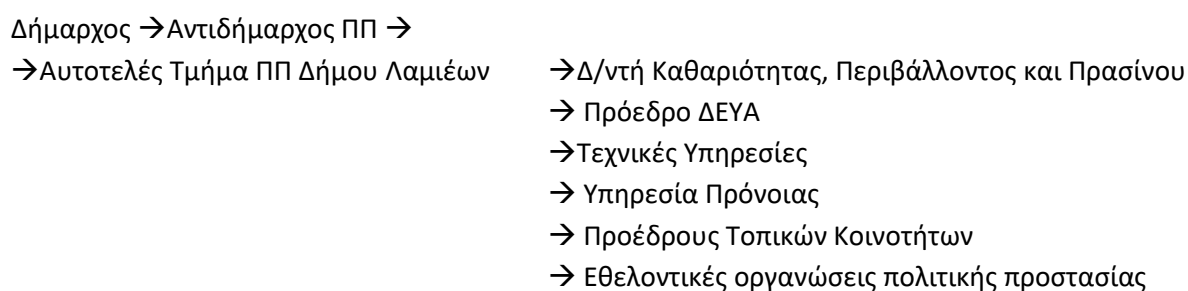 Δήμαρχος →Αντιδήμαρχος ΠΠ →
→Αυτοτελές Τμήμα ΠΠ Δήμου Λαμιέων →Δ/ντή Καθαριότητας, Περιβάλλοντος και Πρασίνου
→ Πρόεδρο ΔΕΥΑ
→Τεχνικές Υπηρεσίες
→ Υπηρεσία Πρόνοιας
→ Προέδρους Τοπικών Κοινοτήτων
→ Εθελοντικές οργανώσεις πολιτικής προστασίας